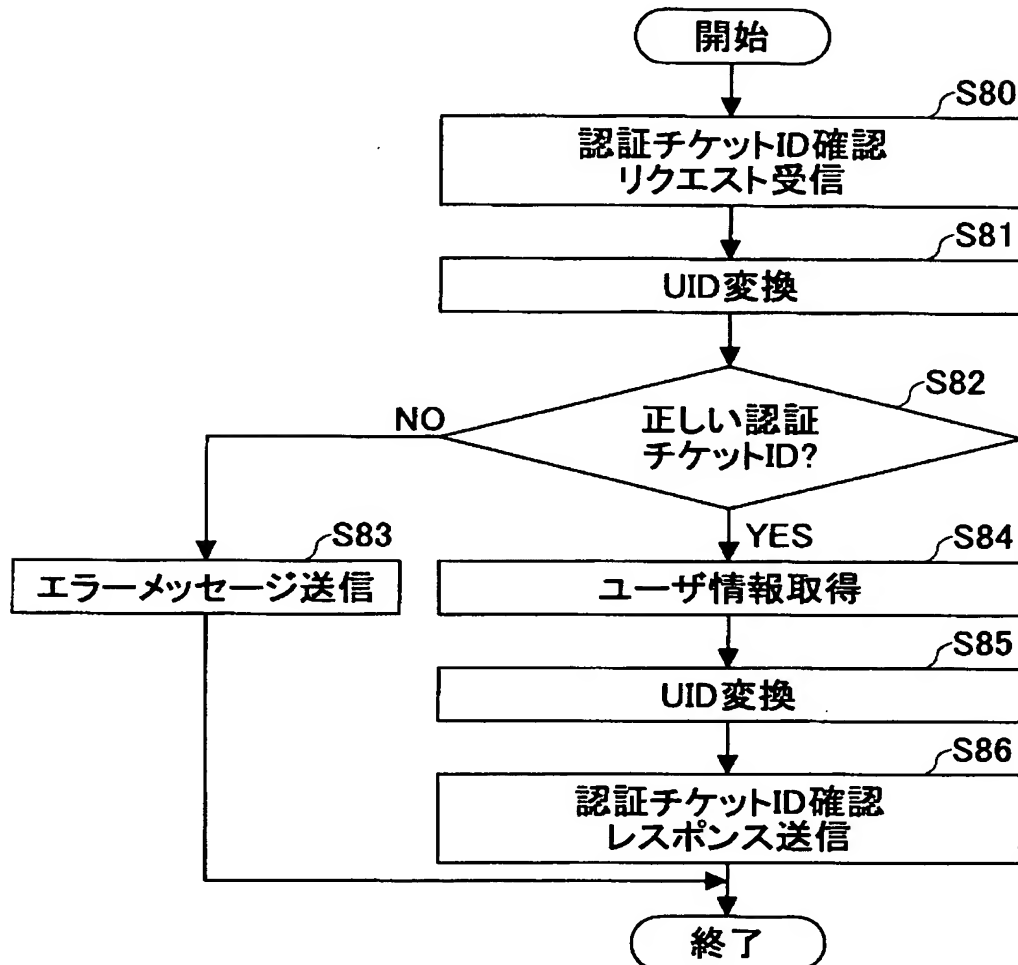 開始
S80
認証チケットID確認
リクエスト受信
S81
UID変換
S82
正しい認証
チケットID?
NO
YES
S83
エラーメッセージ送信
S84
ユーザ情報取得
S85
UID変換
S86
認証チケットID確認
レスポンス送信
終了